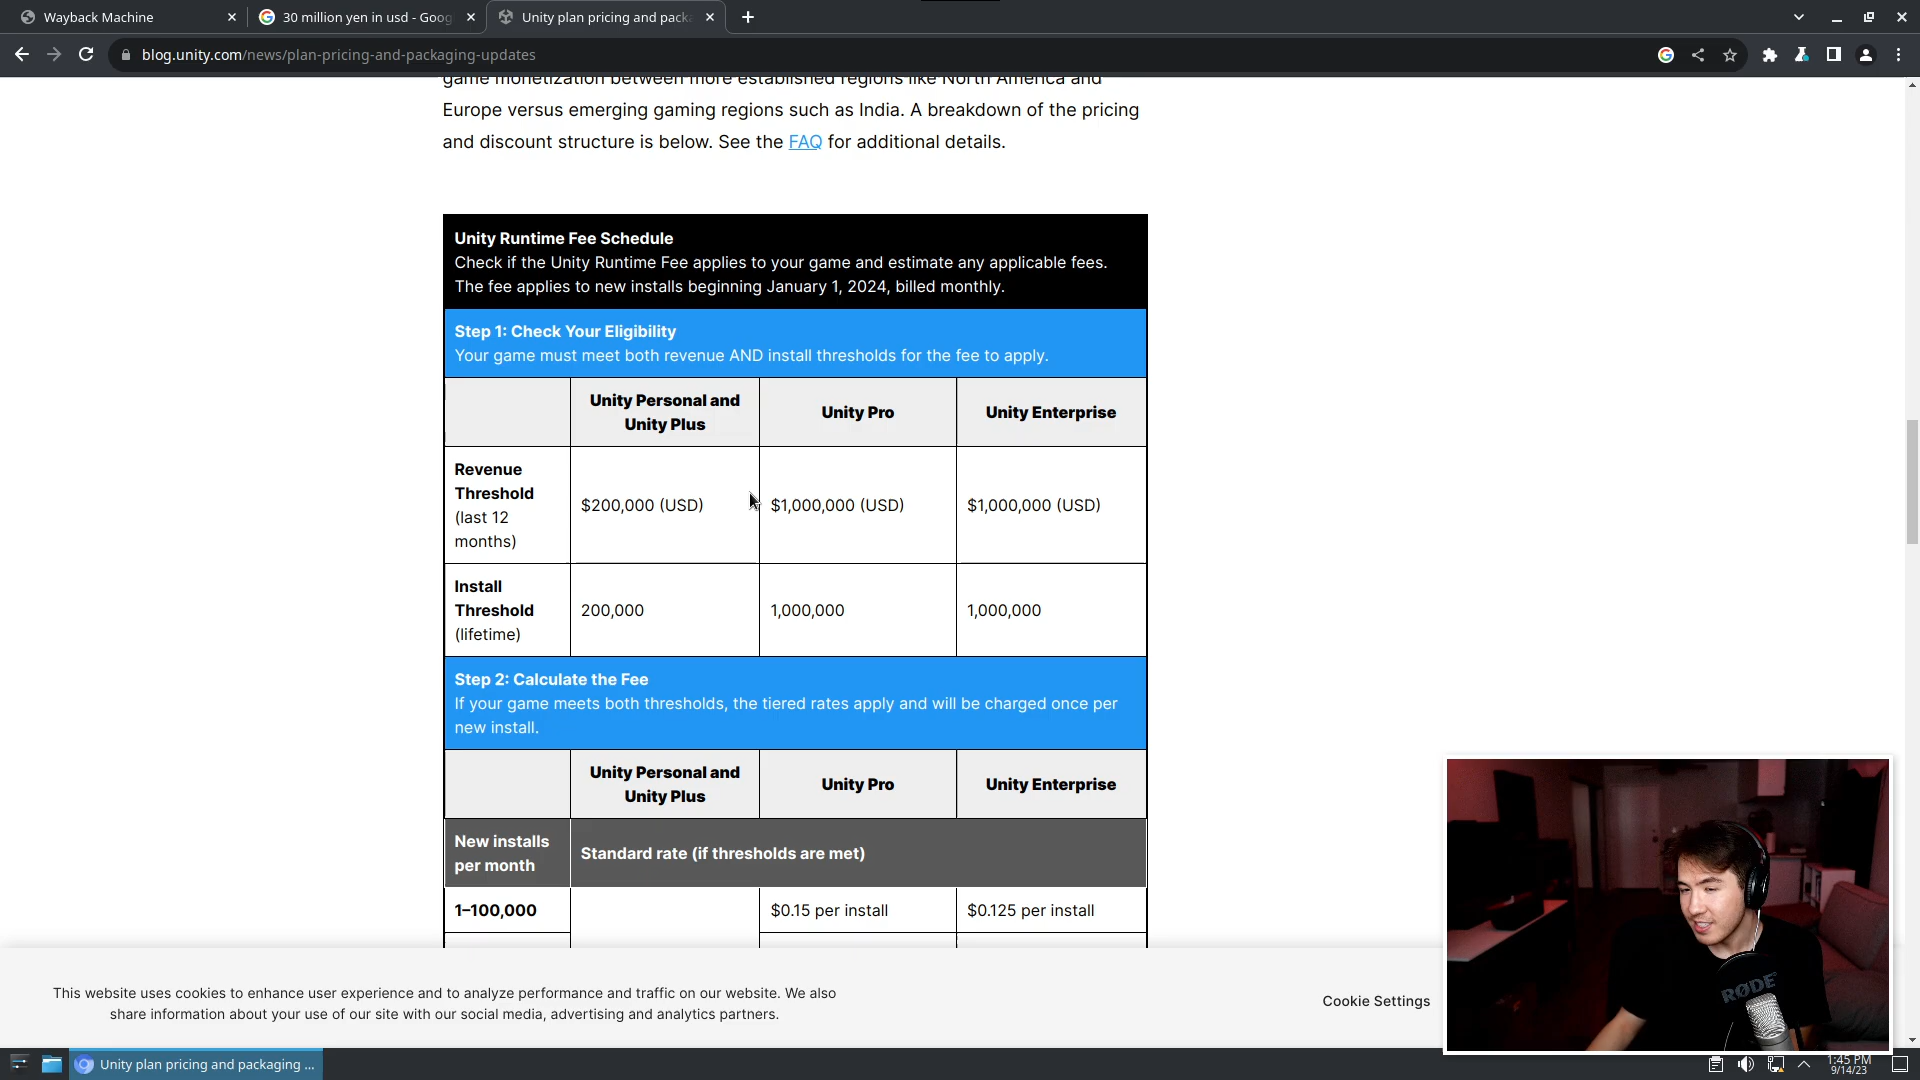 Wayback Machine
30 million yen in usd - Goog
Unity plan pricing and pack
blog.unity.com/news/plan-pricing-and-packaging-updates
game monetization between more established regions like North America and
Europe versus emerging gaming regions such as India. A breakdown of the pricing
and discount structure is below. See the FAQ for additional details.
Unity Runtime Fee Schedule
Check if the Unity Runtime Fee applies to your game and estimate any applicable fees.
The fee applies to new installs beginning January 1, 2024, billed monthly.
Step 1: Check Your Eligibility
Your game must meet both revenue AND install thresholds for the fee to apply.
Unity Personal and
Unity Plus
Unity Pro
Unity Enterprise
Revenue
Threshold
(last 12
months)
$200,000 (USD)
$1,000,000 (USD)
$1,000,000 (USD)
Install
Threshold
(lifetime)
200,000
1,000,000
1,000,000
Step 2: Calculate the Fee
If your game meets both thresholds, the tiered rates apply and will be charged once per
new install.
Unity Personal and
Unity Plus
Unity Pro
Unity Enterprise
New installs
per month
Standard rate (if thresholds are met)
1–100,000
$0.15 per install
$0.125 per install
This website uses cookies to enhance user experience and to analyze performance and traffic on our website. We also
share information about your use of our site with our social media, advertising and analytics partners.
Cookie Settings
RØDE
Unity plan pricing and packaging ...
1:45 PM
9/14/23